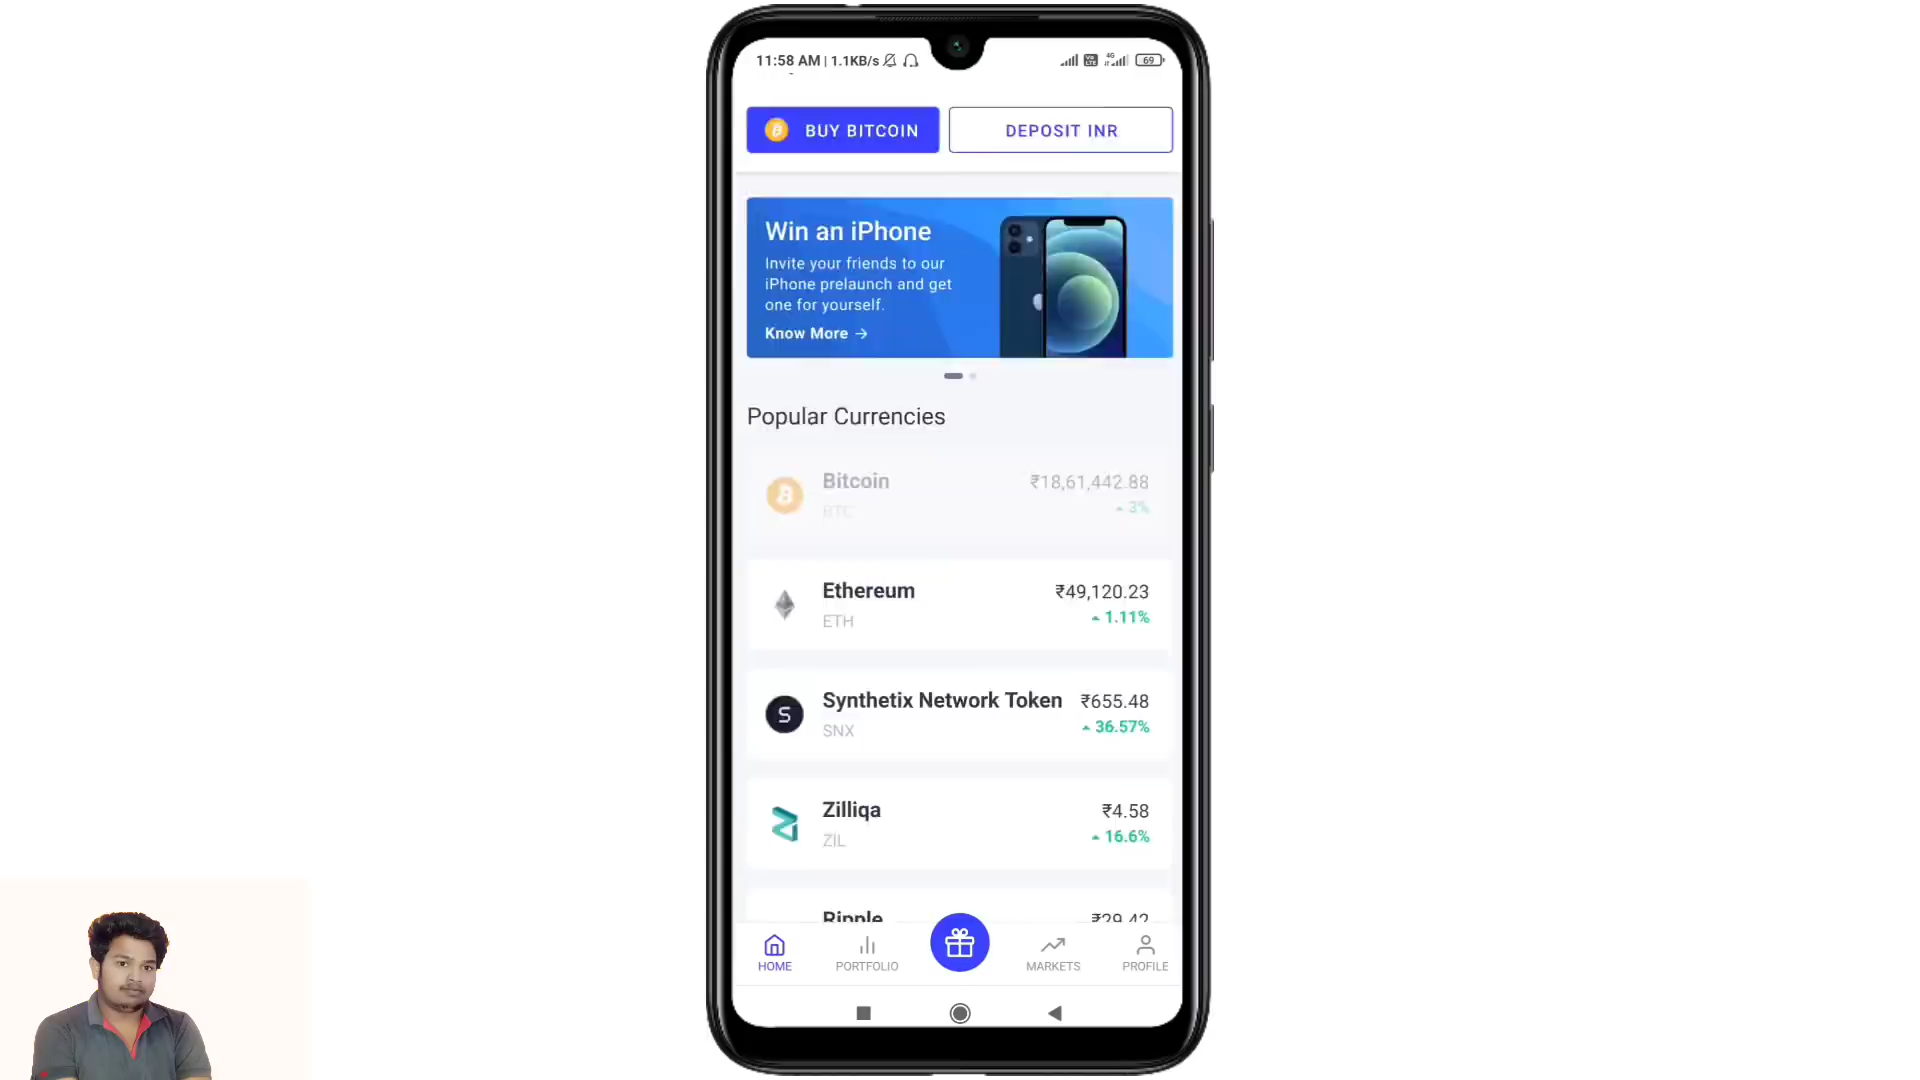 11:58 AM | 1.1KB/s
4G
69
BUY BITCOIN
DEPOSIT INR
Win an iPhone
Invite your friends to our
iPhone prelaunch and get
one for yourself.
Know More →
Popular Currencies
Bitcoin ₹18,61,442.88
BTC 3%
Ethereum ₹49,120.23
ETH 1.11%
Synthetix Network Token ₹655.48
SNX 36.57%
Zilliqa ₹4.58
ZIL 16.6%
Ripple ₹29.42
HOME PORTFOLIO MARKETS PROFILE